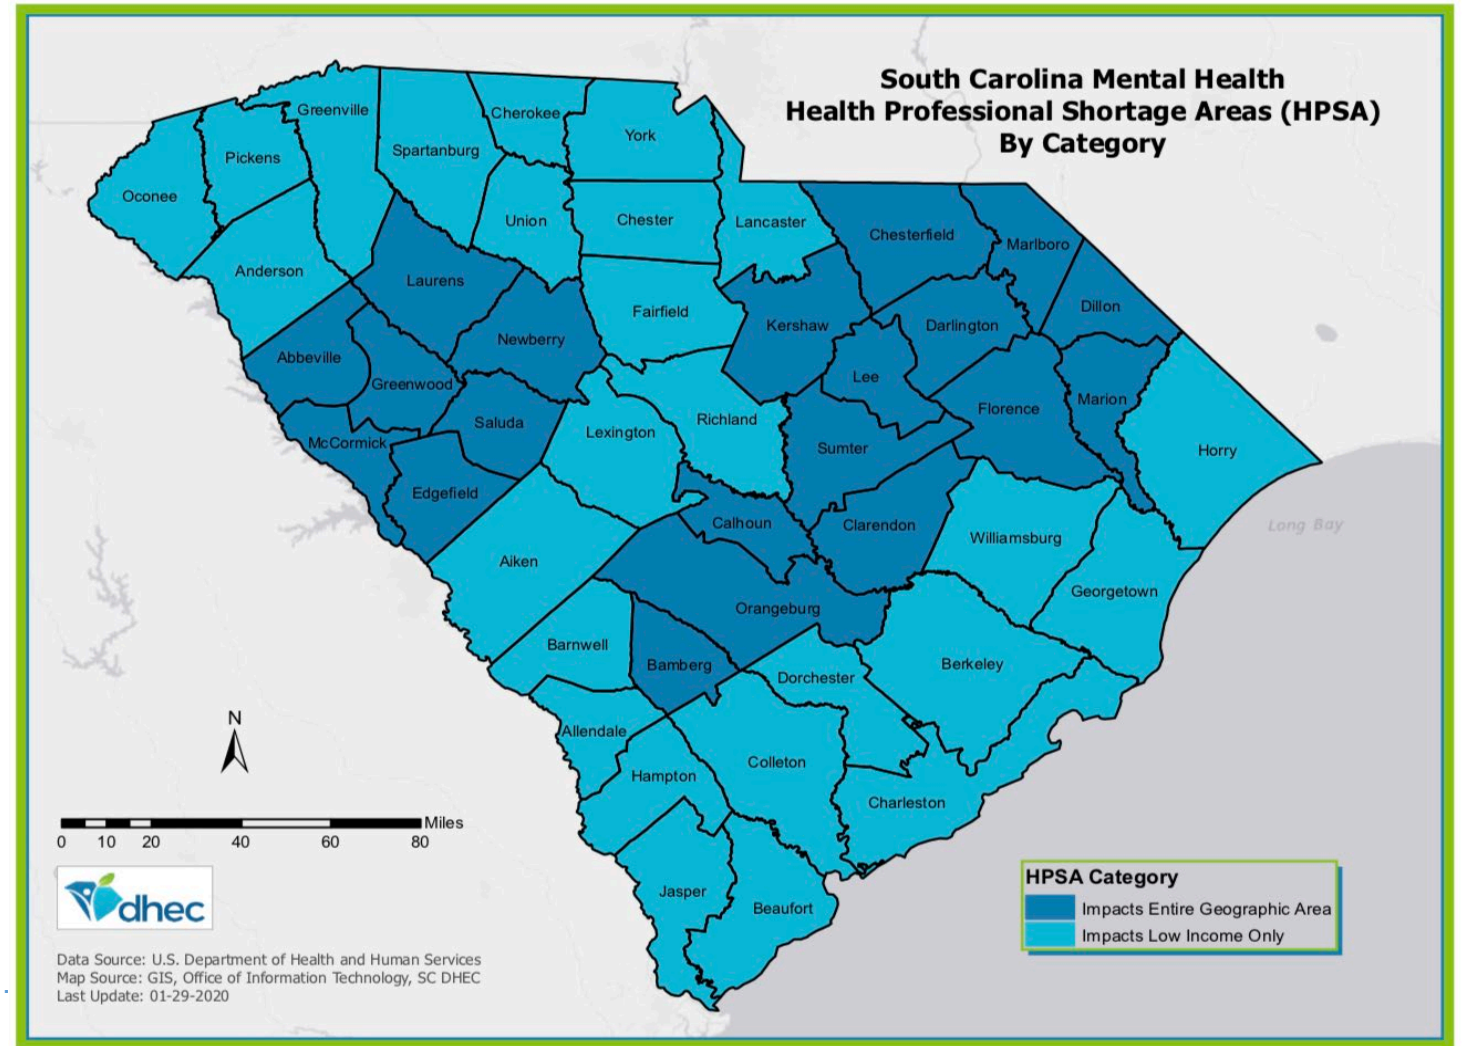 South Carolina Mental Health
Health Professional Shortage Areas (HPSA)
By Category
Greenville
Cherokee
York
Spartanburg
Pickens
Oconee
Union
Chester
Lancaster
Chesterfield
Marlboro
Anderson
Laurens
Dillon
Fairfield
Kershaw
Darlington
Newberry
Abbeville
Greenwood
Lee
Marion
Florence
Saluda
Richland
Lexington
McCormick
Sumter
Horry
Edgefield
Calhoun
Clarendon
Long Bay
Williamsburg
Aiken
Georgetown
Orangeburg
Barnwell
Bamberg
Berkeley
Dorchester
Allendale
Hampton
Colleton
Charleston
Jasper
Beaufort
N
Miles
0 10 20 40 60 80
dhec
HPSA Category
Impacts Entire Geographic Area
Impacts Low Income Only
Data Source: U.S. Department of Health and Human Services
Map Source: GIS, Office of Information Technology, SC DHEC
Last Update: 01-29-2020